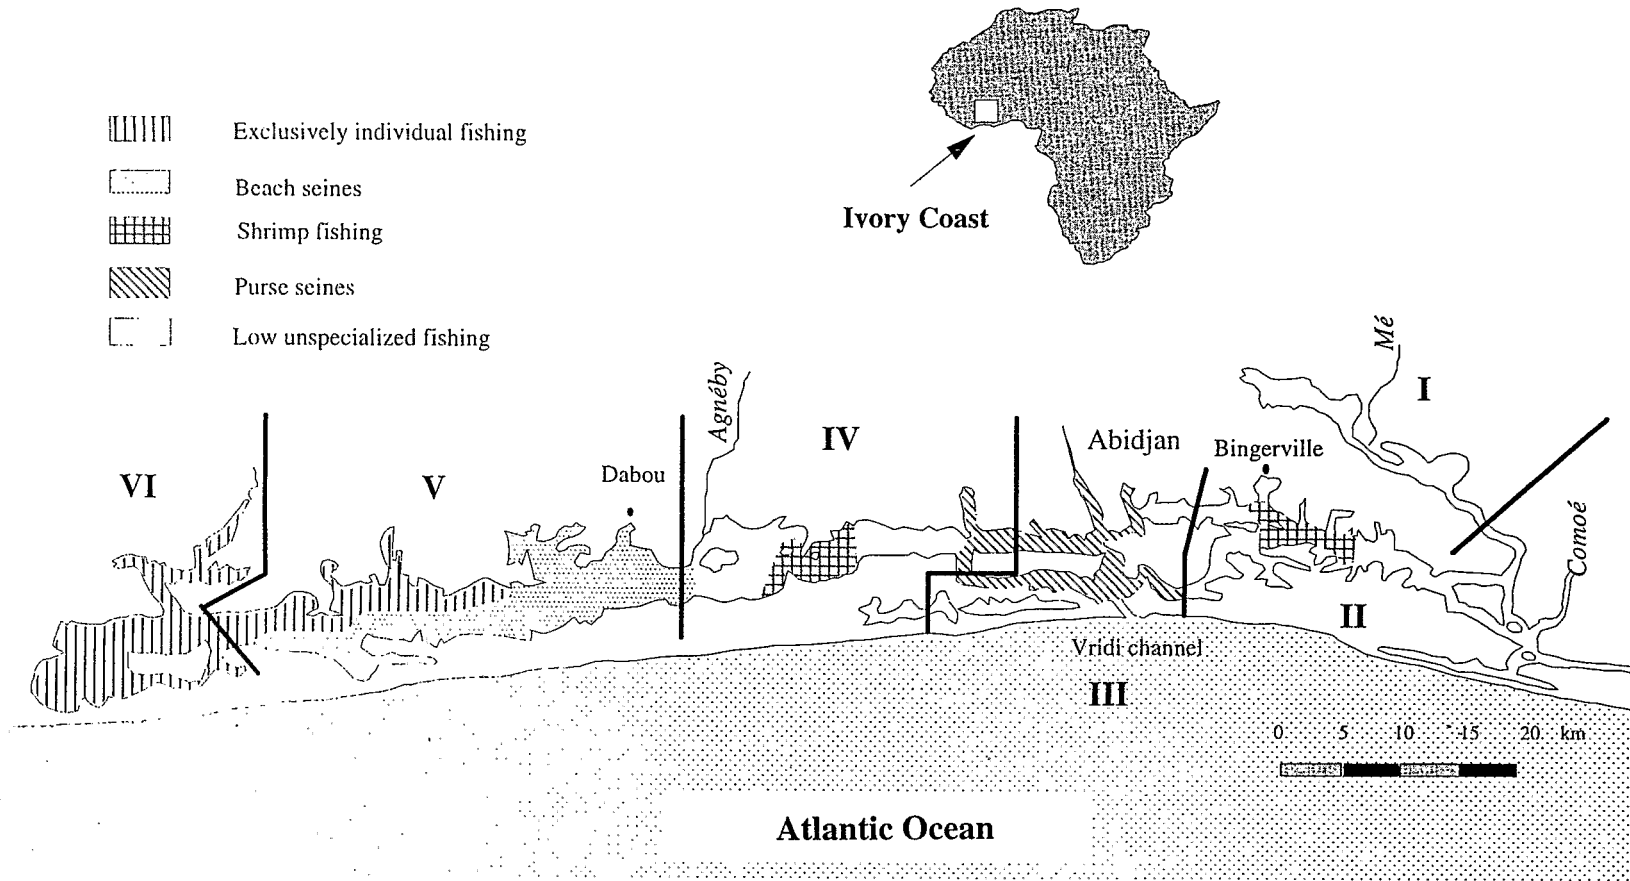 Exclusively individual fishing
Beach seines
Shrimp fishing
Purse seines
Low unspecialized fishing
Ivory Coast
Mé
I
Agnéby
IV
Abidjan
Bingerville
VI
V
Dabou
Comoé
II
Vridi channel
III
0 5 10 15 20 km
Atlantic Ocean